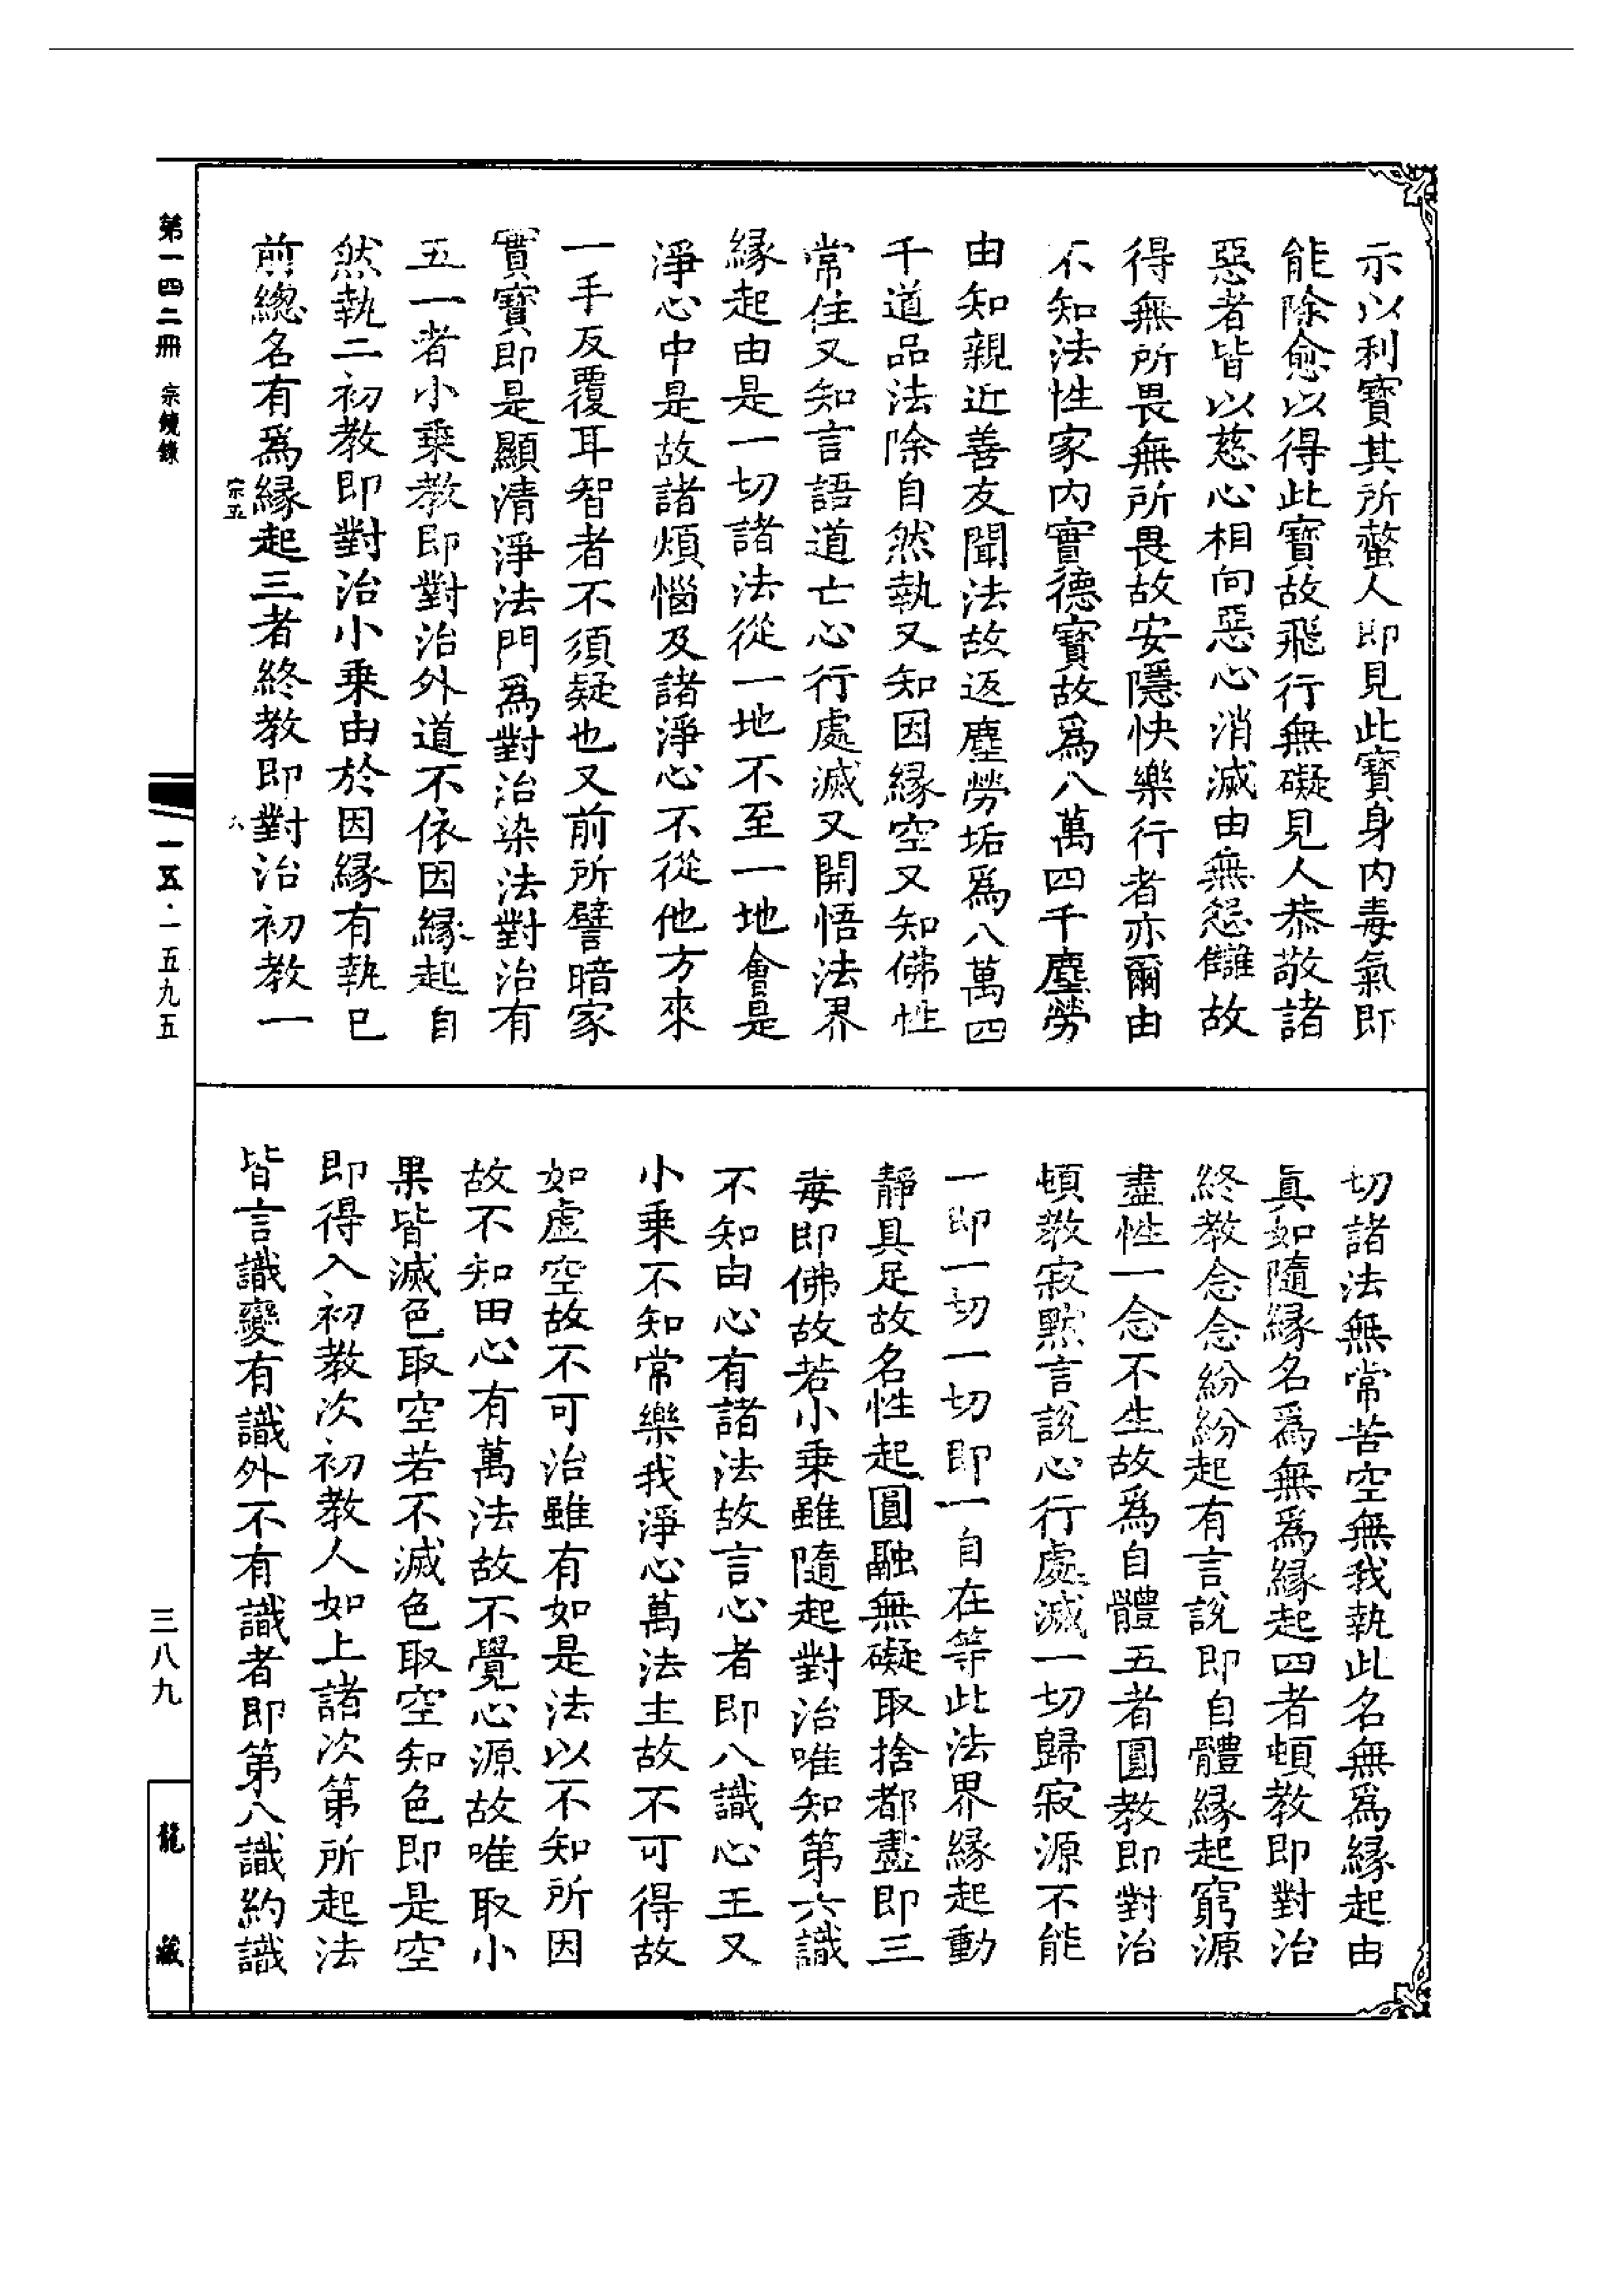 示以利寶其所螫人即見此寶身內毒氣即
能除愈以得此寶故飛行無礙見人恭敬諸
惡者皆以慈心相向惡心消滅由無怨讎故
得無所畏無所畏故安隱快樂行者亦爾由
不知法性家內實德寶故爲八萬四千塵勞
由知親近善友聞法故返塵勞垢爲八萬四
千道品法除自然執又知因緣空又知佛性
常住又知言語道亡心行處滅又開悟法界
緣起由是一切諸法從一地不至一地會是
淨心中是故諸煩惱及諸淨心不從他方來
一手反覆耳智者不須疑也又前所譬暗家
實寶即是顯清淨法門爲對治染法對治有
五一者小乘教即對治外道不依因緣起自
然執二初教即對治小乘由於因緣有執已
前總名有爲緣起三者終教即對治初教一
切諸法無常苦空無我執此名無爲緣起由
真如隨緣名爲無爲緣起四者頓教即對治
終教念念紛紛起有言說即自體緣起窮源
盡性一念不生故爲自體五者圓教即對治
頓教寂默言說心行處滅一切歸寂源不能
一即一切一切即一自在等此法界緣起動
靜具足故名性起圓融無礙取捨都盡即三
毒即佛故若小乘雖隨起對治唯知第六識
不知由心有諸法故言心者即八識心王又
小乘不知常樂我淨心萬法主故不可得故
如虛空故不可治雖有如是法以不知所因
故不知由心有萬法故不覺心源故唯取小
果皆滅色取空若不滅色取空知色即是空
即得入初教次初教人如上諸次第所起法
皆言識變有識外不有識者即第八識約識
宗五
六
第一四二冊 宗鏡錄
一五·一五九五
三八九
龍藏